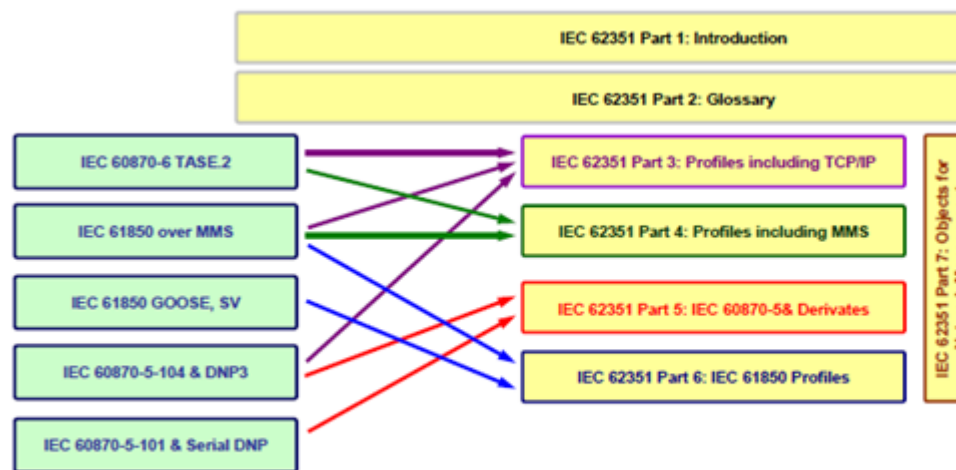 IEC 62351 Part 1: Introduction
IEC 62351 Part 2: Glossary
IEC 60870-6 TASE.2
IEC 62351 Part 3: Profiles including TCP/IP
IEC 61850 over MMS
IEC 62351 Part 4: Profiles including MMS
IEC 61850 GOOSE, SV
IEC 62351 Part 5: IEC 60870-5& Derivates
IEC 60870-5-104 & DNP3
IEC 62351 Part 6: IEC 61850 Profiles
IEC 60870-5-101 & Serial DNP
IEC 62351 Part 7: Objects for